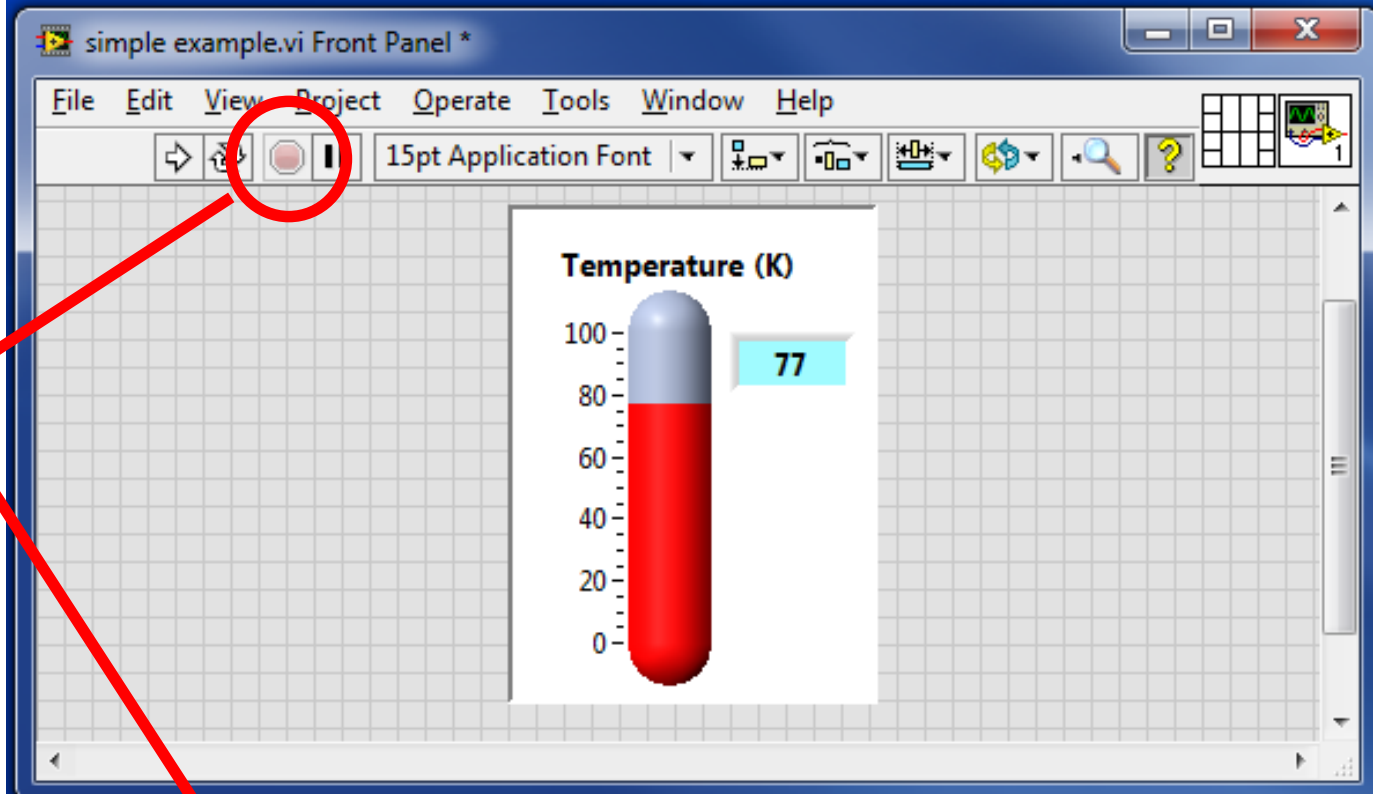 simple example.vi Front Panel *
File Edit View Project Operate Tools Window Help
15pt Application Font
?
1
Temperature (K)
100
77
80
60
40
20
0